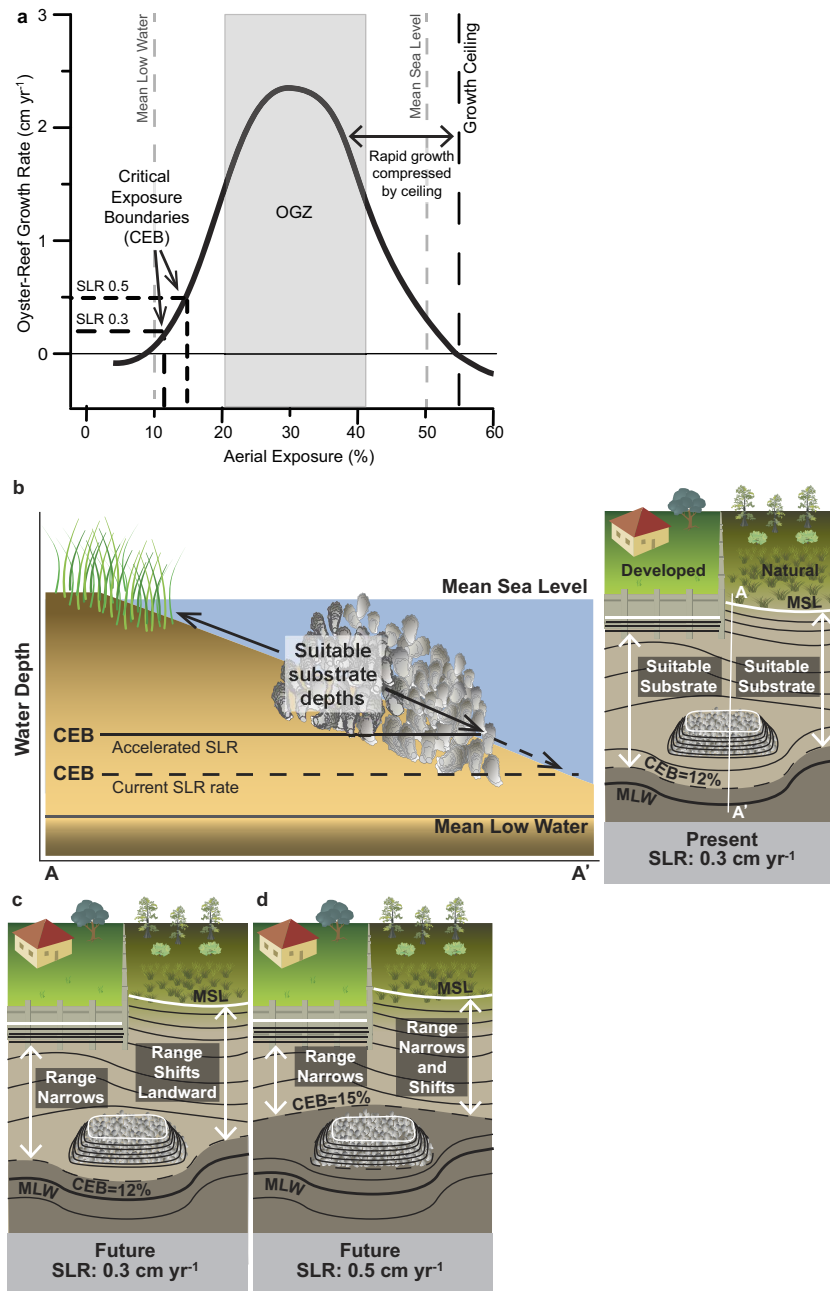 a
3
2
1
0
Oyster-Reef Growth Rate (cm yr⁻¹)
Mean Low Water
Mean Sea Level
Growth Ceiling
Critical
Exposure
Boundaries
(CEB)
Rapid growth
compressed
by ceiling
OGZ
SLR 0.5
SLR 0.3
0
10
20
30
40
50
60
Aerial Exposure (%)
b
Water Depth
Mean Sea Level
Suitable
substrate
depths
CEB
Accelerated SLR
CEB
Current SLR rate
Mean Low Water
A
A'
Developed
Natural
A
MSL
Suitable
Substrate
Suitable
Substrate
CEB=12%
MLW
A'
Present
SLR: 0.3 cm yr⁻¹
c
MSL
Range
Shifts
Landward
Range
Narrows
MLW
CEB=12%
Future
SLR: 0.3 cm yr⁻¹
d
MSL
Range
Narrows
and
Shifts
Range
Narrows
CEB=15%
MLW
Future
SLR: 0.5 cm yr⁻¹